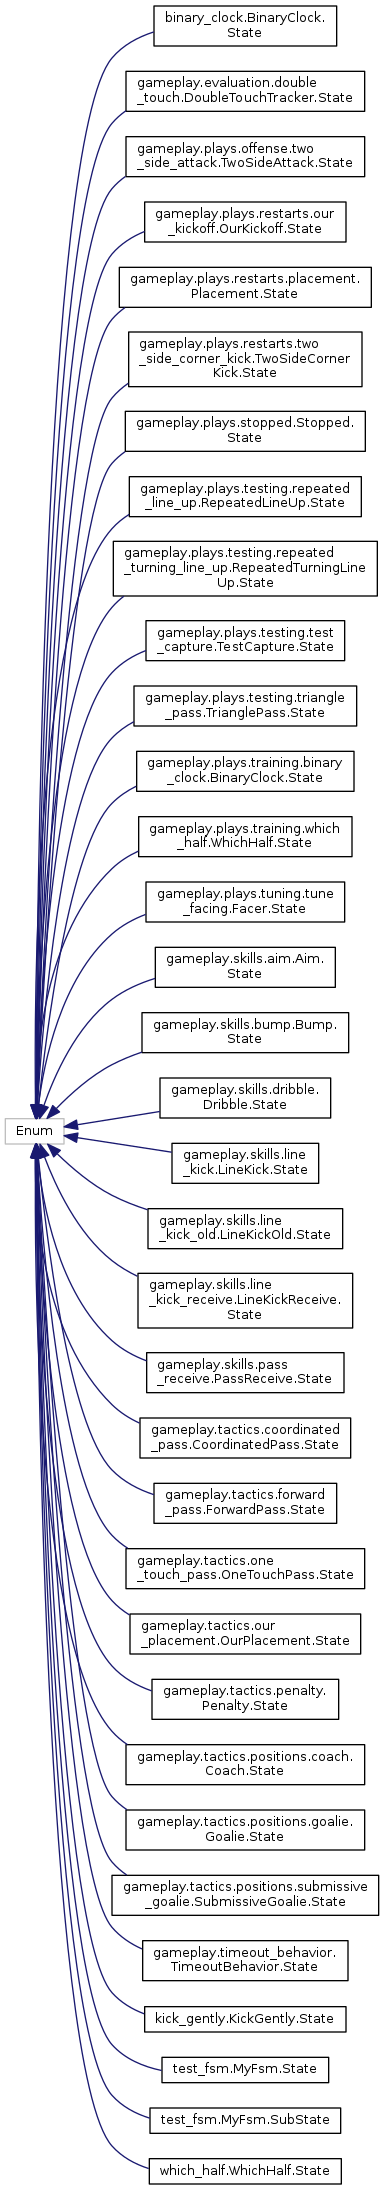 binary_clock.BinaryClock.
State
gameplay.evaluation.double
_touch.DoubleTouchTracker.State
gameplay.plays.offense.two
_side_attack.TwoSideAttack.State
gameplay.plays.restarts.our
_kickoff.OurKickoff.State
gameplay.plays.restarts.placement.
Placement.State
gameplay.plays.restarts.two
_side_corner_kick.TwoSideCorner
Kick.State
gameplay.plays.stopped.Stopped.
State
gameplay.plays.testing.repeated
_line_up.RepeatedLineUp.State
gameplay.plays.testing.repeated
_turning_line_up.RepeatedTurningLine
Up.State
gameplay.plays.testing.test
_capture.TestCapture.State
gameplay.plays.testing.triangle
_pass.TrianglePass.State
gameplay.plays.training.binary
_clock.BinaryClock.State
gameplay.plays.training.which
_half.WhichHalf.State
gameplay.plays.tuning.tune
_facing.Facer.State
gameplay.skills.aim.Aim.
State
gameplay.skills.bump.Bump.
State
gameplay.skills.dribble.
Dribble.State
Enum
gameplay.skills.line
_kick.LineKick.State
gameplay.skills.line
_kick_old.LineKickOld.State
gameplay.skills.line
_kick_receive.LineKickReceive.
State
gameplay.skills.pass
_receive.PassReceive.State
gameplay.tactics.coordinated
_pass.CoordinatedPass.State
gameplay.tactics.forward
_pass.ForwardPass.State
gameplay.tactics.one
_touch_pass.OneTouchPass.State
gameplay.tactics.our
_placement.OurPlacement.State
gameplay.tactics.penalty.
Penalty.State
gameplay.tactics.positions.coach.
Coach.State
gameplay.tactics.positions.goalie.
Goalie.State
gameplay.tactics.positions.submissive
_goalie.SubmissiveGoalie.State
gameplay.timeout_behavior.
TimeoutBehavior.State
kick_gently.KickGently.State
test_fsm.MyFsm.State
test_fsm.MyFsm.SubState
which_half.WhichHalf.State